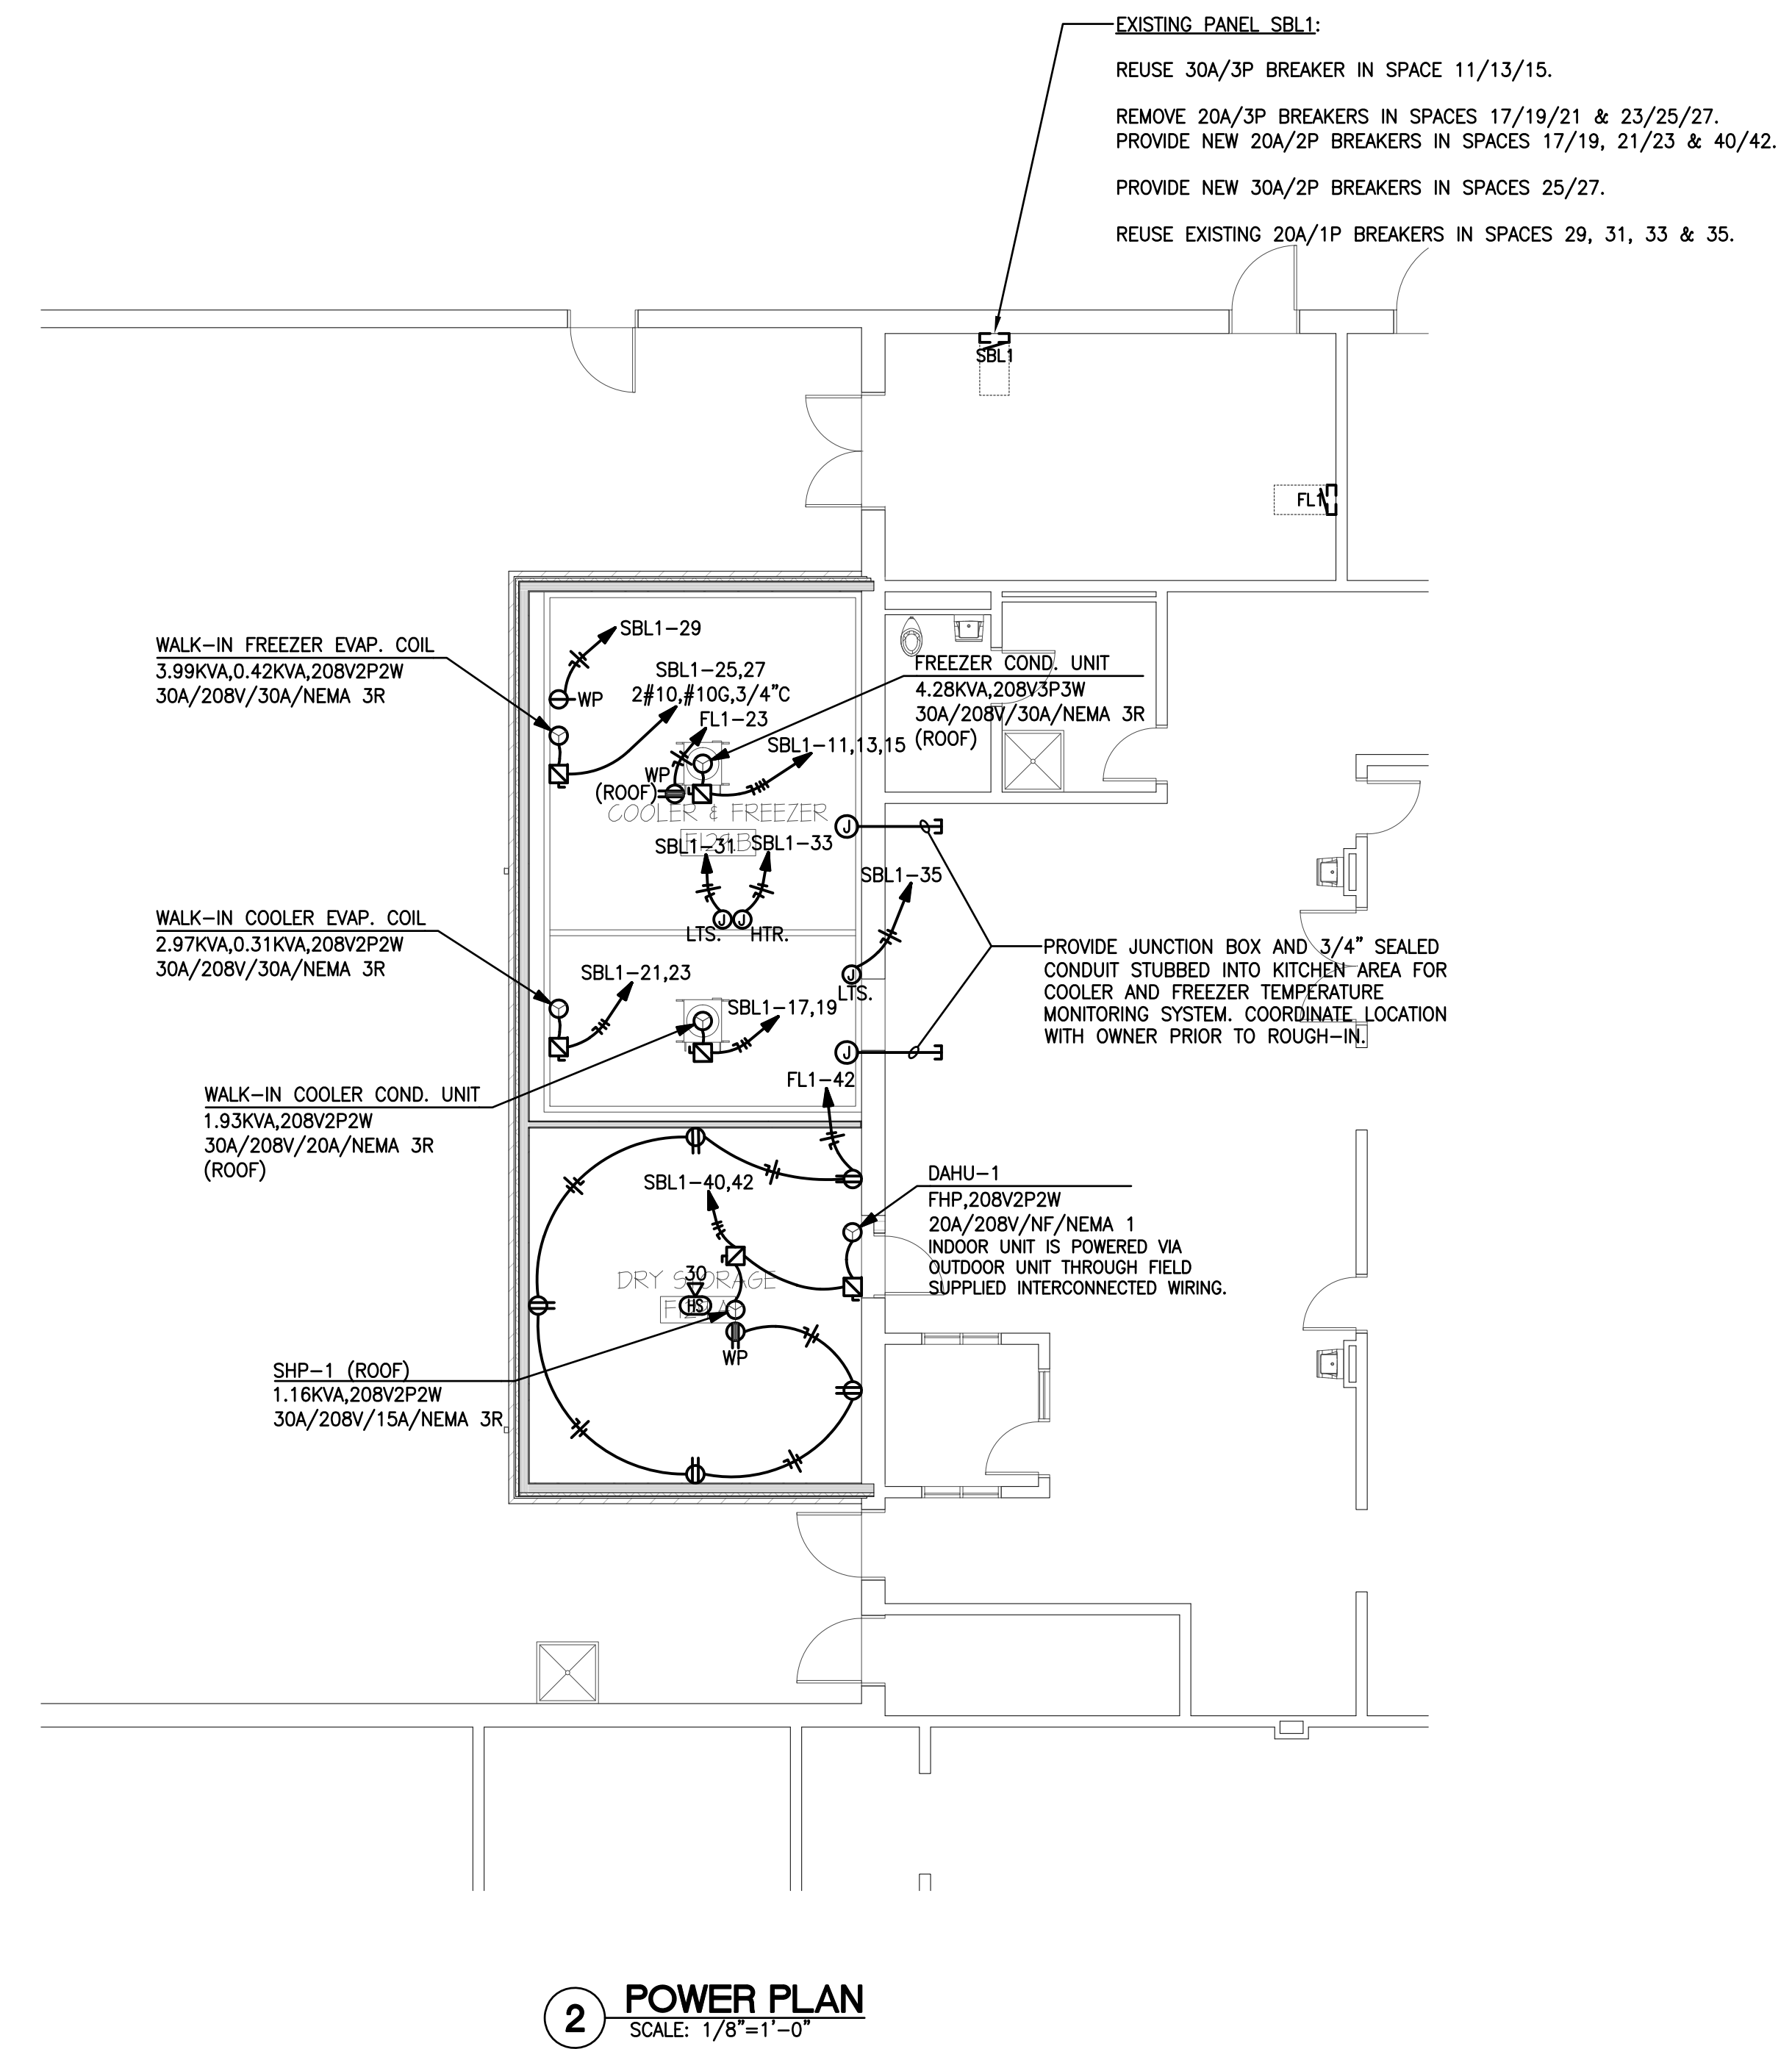 EXISTING PANEL SBL1:
REUSE 30A/3P BREAKER IN SPACE 11/13/15.
REMOVE 20A/3P BREAKERS IN SPACES 17/19/21 & 23/25/27.
PROVIDE NEW 20A/2P BREAKERS IN SPACES 17/19, 21/23 & 40/42.
PROVIDE NEW 30A/2P BREAKERS IN SPACES 25/27.
REUSE EXISTING 20A/1P BREAKERS IN SPACES 29, 31, 33 & 35.
SBL1
FL1
WALK-IN FREEZER EVAP. COIL
3.99KVA,0.42KVA,208V2P2W
30A/208V/30A/NEMA 3R
SBL1-29
WP
SBL1-25,27
2#10,#10G,3/4"C
FL1-23
SBL1-11,13,15
WP
(ROOF)
FREEZER COND. UNIT
4.28KVA,208V3P3W
30A/208V/30A/NEMA 3R
(ROOF)
COOLER & FREEZER
J
SBL1-31
SBL1-33
J
J
LTS.
HTR.
SBL1-35
J
LTS.
WALK-IN COOLER EVAP. COIL
2.97KVA,0.31KVA,208V2P2W
30A/208V/30A/NEMA 3R
SBL1-21,23
SBL1-17,19
J
PROVIDE JUNCTION BOX AND 3/4" SEALED
CONDUIT STUBBED INTO KITCHEN AREA FOR
COOLER AND FREEZER TEMPERATURE
MONITORING SYSTEM. COORDINATE LOCATION
WITH OWNER PRIOR TO ROUGH-IN.
WALK-IN COOLER COND. UNIT
1.93KVA,208V2P2W
30A/208V/20A/NEMA 3R
(ROOF)
FL1-42
SBL1-40,42
DAHU-1
FHP,208V2P2W
20A/208V/NF/NEMA 1
INDOOR UNIT IS POWERED VIA
OUTDOOR UNIT THROUGH FIELD
SUPPLIED INTERCONNECTED WIRING.
DRY STORAGE
30
HS
WP
SHP-1 (ROOF)
1.16KVA,208V2P2W
30A/208V/15A/NEMA 3R
2
POWER PLAN
SCALE: 1/8"=1'-0"